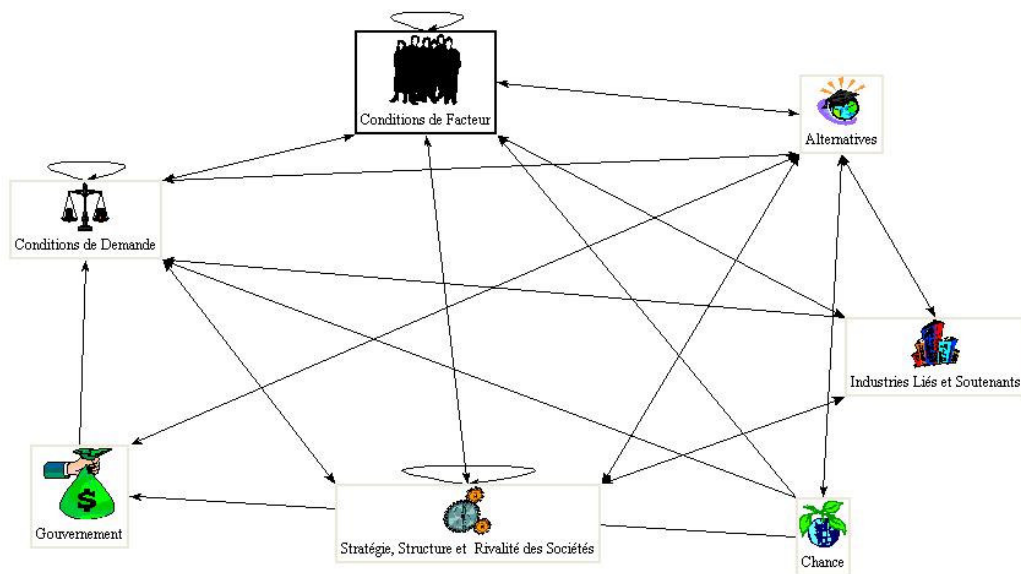 Conditions de Facteur
Alternatives
Conditions de Demande
Industries Liés et Soutenants
$
Gouvernement
Stratégie, Structure et Rivalité des Sociétés
Chance